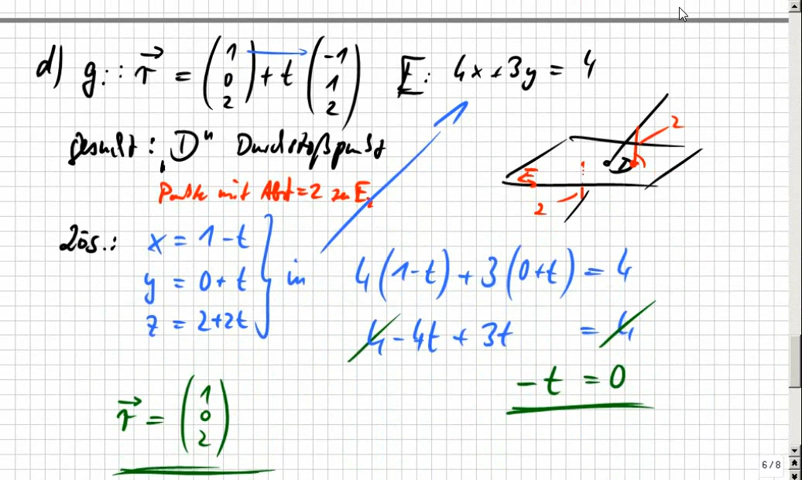 d) g: r⃗ = (1 0 2) + t (-1 1 2) E: 4x+3y = 4
gesucht: "D" Durchstoßpunkt
Punkte mit Abst=2 zu E,
2
D
E
2
Lös.: x = 1-t
y = 0+t
z = 2+2t
in
4(1-t)+3(0+t) = 4
4-4t+3t = 4
-t = 0
r⃗ = (1 0 2)
6/8